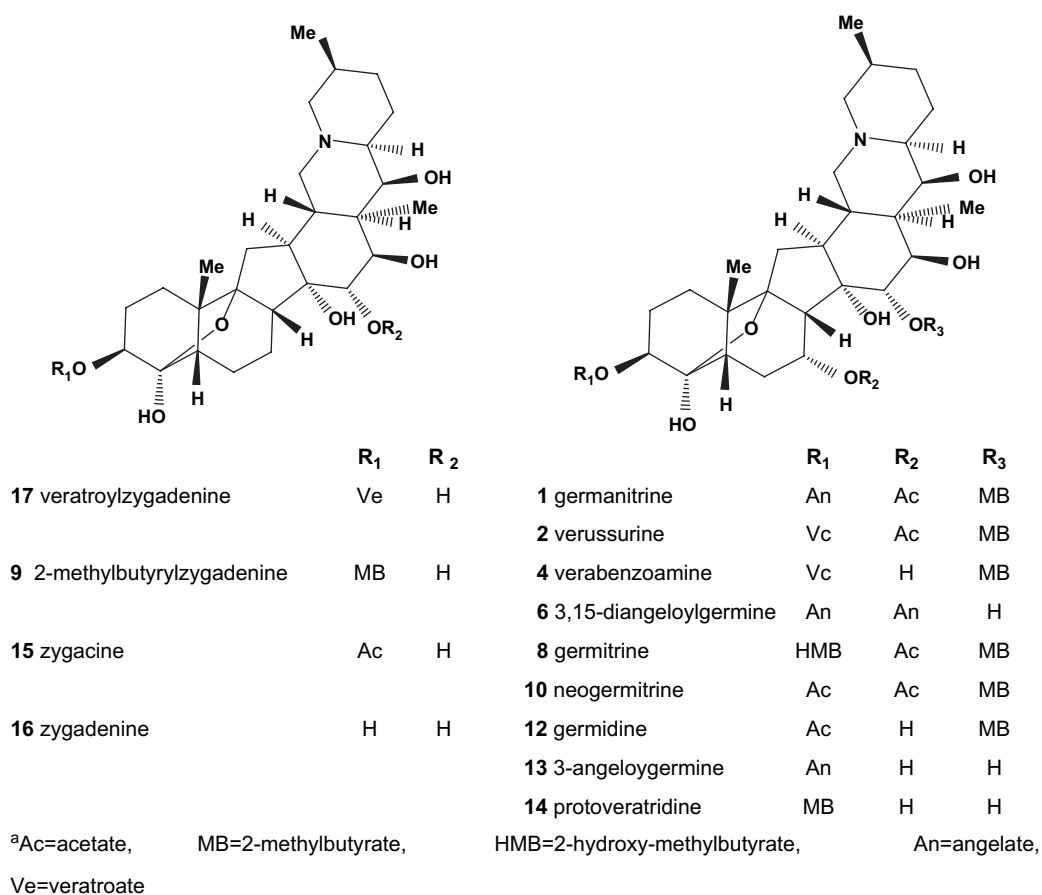 Me
Me
N
H
N
H
OH
OH
H
Me
H
Me
H
H
H
H
Me
OH
Me
OH
O
OH
OR2
O
OH
OR3
H
H
R1O
R1O
OR2
HO
H
HO
H
R1 R 2 R1 R2 R3
17 veratroylzygadenine Ve H 1 germanitrine An Ac MB
2 verussurine Vc Ac MB
9 2-methylbutyrylzygadenine MB H 4 verabenzoamine Vc H MB
6 3,15-diangeloylgermine An An H
15 zygacine Ac H 8 germitrine HMB Ac MB
10 neogermitrine Ac Ac MB
16 zygadenine H H 12 germidine Ac H MB
13 3-angeloygermine An H H
14 protoveratridine MB H H
aAc=acetate, MB=2-methylbutyrate, HMB=2-hydroxy-methylbutyrate, An=angelate,
Ve=veratroate